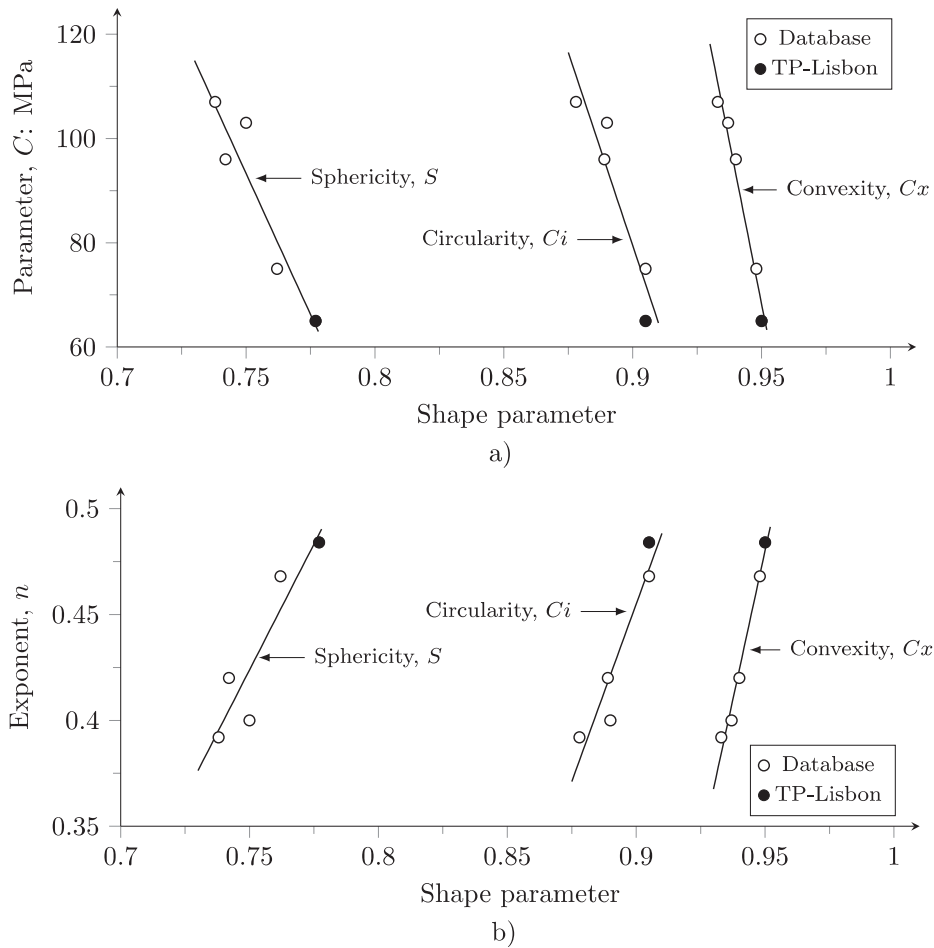 120
Database
TP-Lisbon
100
Sphericity, S
Convexity, Cx
Parameter, C: MPa
Circularity, Ci
80
60
0.7 0.75 0.8 0.85 0.9 0.95 1
Shape parameter
a)
0.5
0.45
Circularity, Ci
Sphericity, S
Convexity, Cx
Exponent, n
0.4
Database
TP-Lisbon
0.35
0.7 0.75 0.8 0.85 0.9 0.95 1
Shape parameter
b)